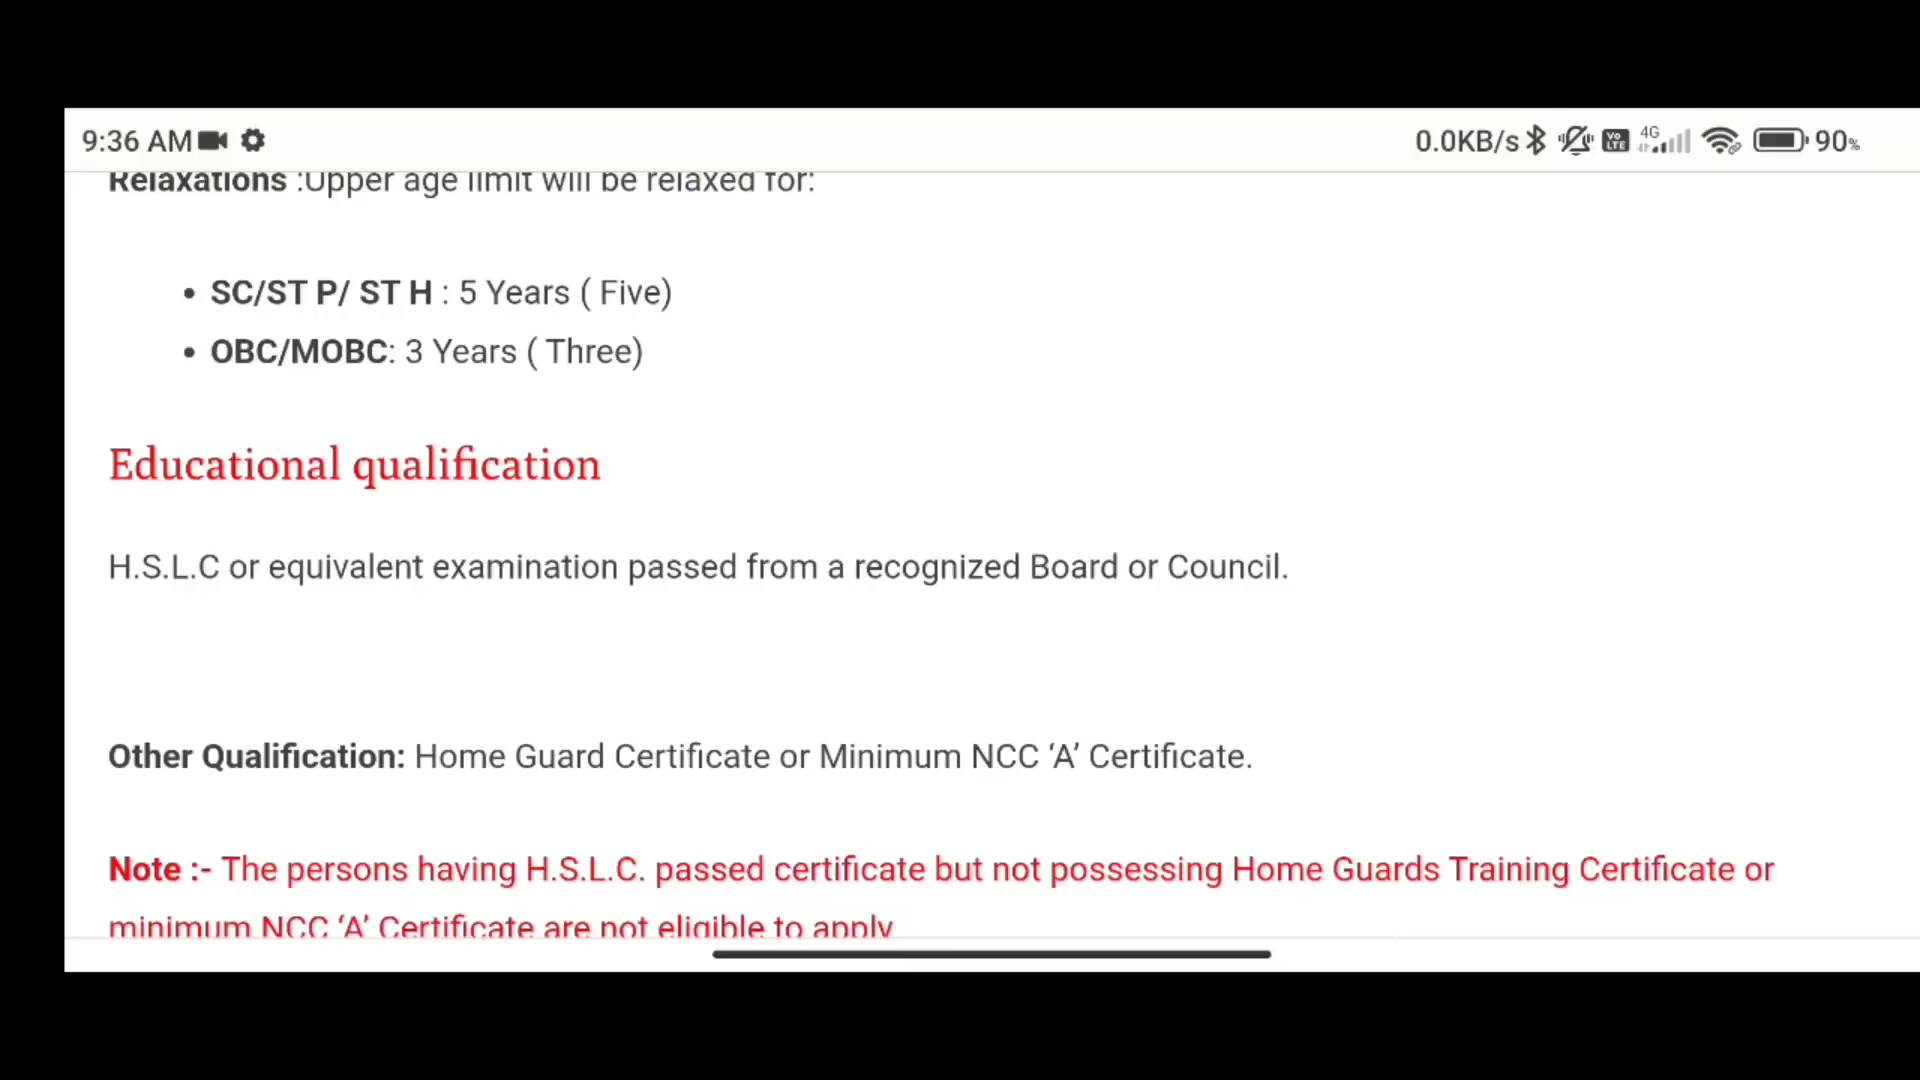 9:36 AM 0.0KB/s Vo LTE 4G 90%
Relaxations :Upper age limit will be relaxed for:
• SC/ST P/ ST H : 5 Years ( Five)
• OBC/MOBC: 3 Years ( Three)
Educational qualification
H.S.L.C or equivalent examination passed from a recognized Board or Council.
Other Qualification: Home Guard Certificate or Minimum NCC ‘A’ Certificate.
Note :- The persons having H.S.L.C. passed certificate but not possessing Home Guards Training Certificate or
minimum NCC ‘A’ Certificate are not eligible to apply